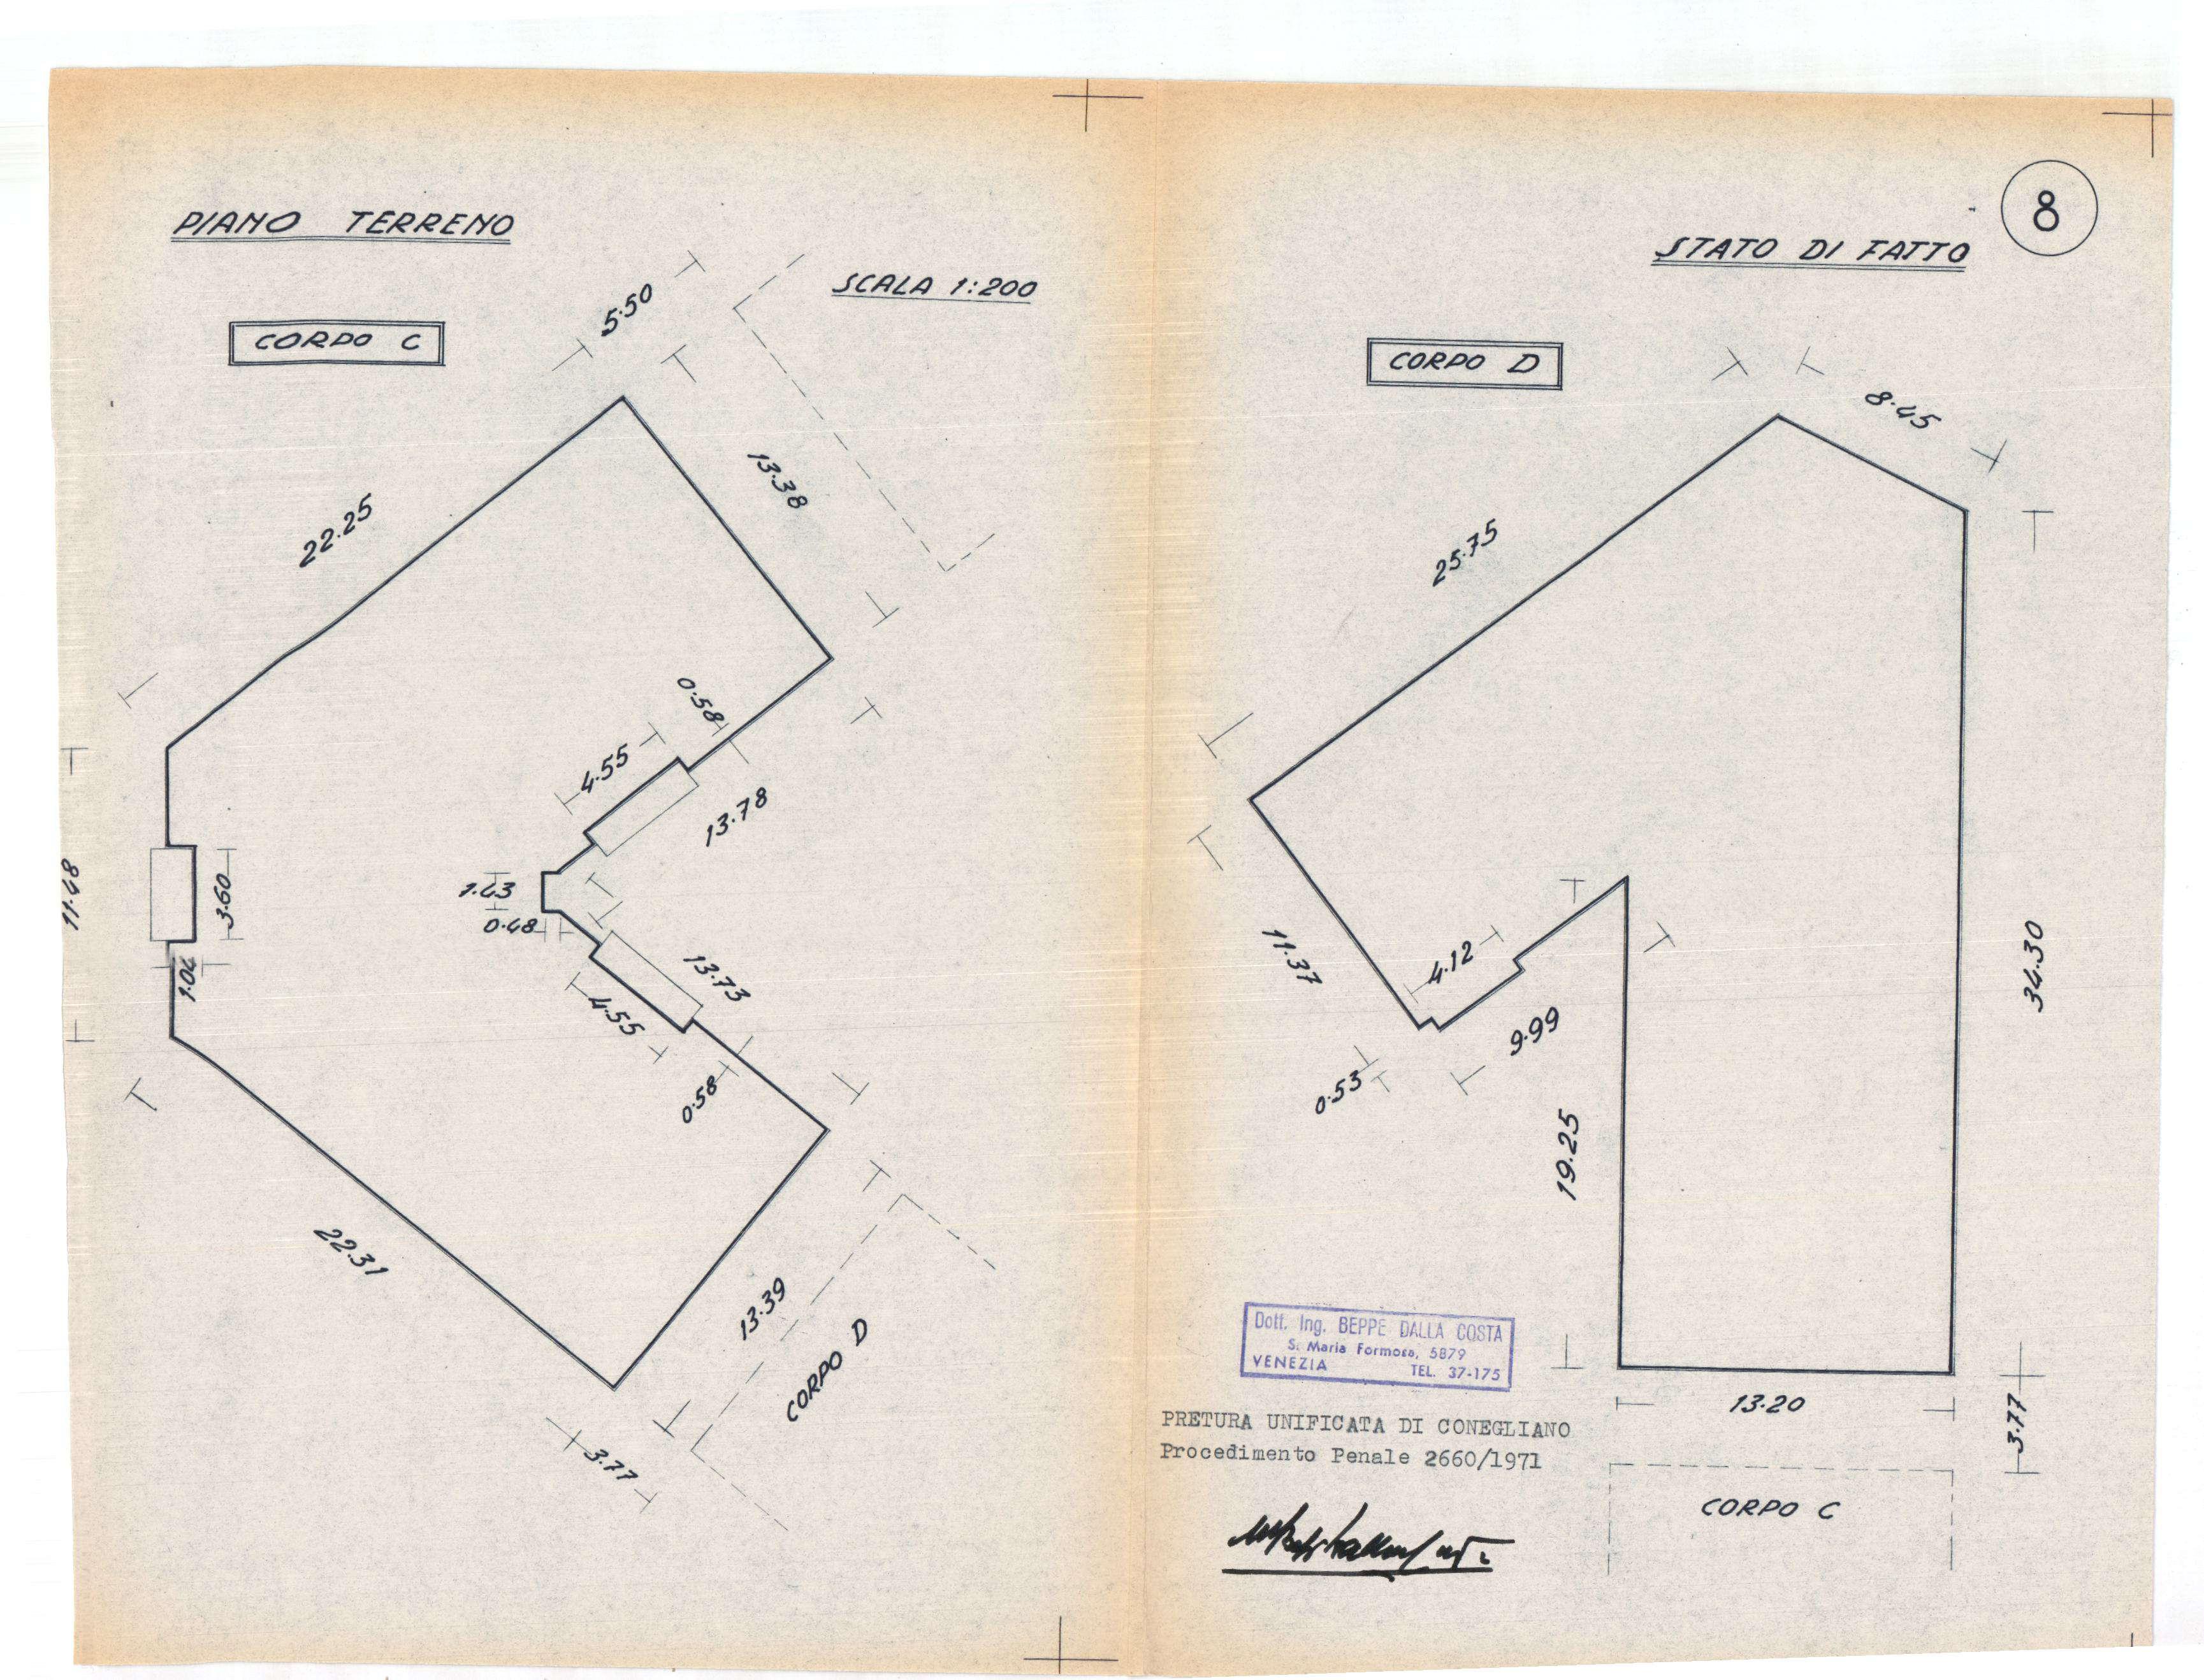 PIANO TERRENO
SCALA 1:200
CORPO C
5.50
22.25
13.38
0.58
4.55
13.78
11.48
3.60
1.04
1.43
0.48
13.73
4.55
0.58
22.31
13.39
CORPO D
3.77
8
STATO DI FATTO
CORPO D
8.45
25.75
11.37
4.12
9.99
0.53
19.25
34.30
13.20
3.77
CORPO C
Dott. Ing. BEPPE DALLA COSTA
S. Maria Formosa, 5879
VENEZIA TEL. 37-175
PRETURA UNIFICATA DI CONEGLIANO
Procedimento Penale 2660/1971